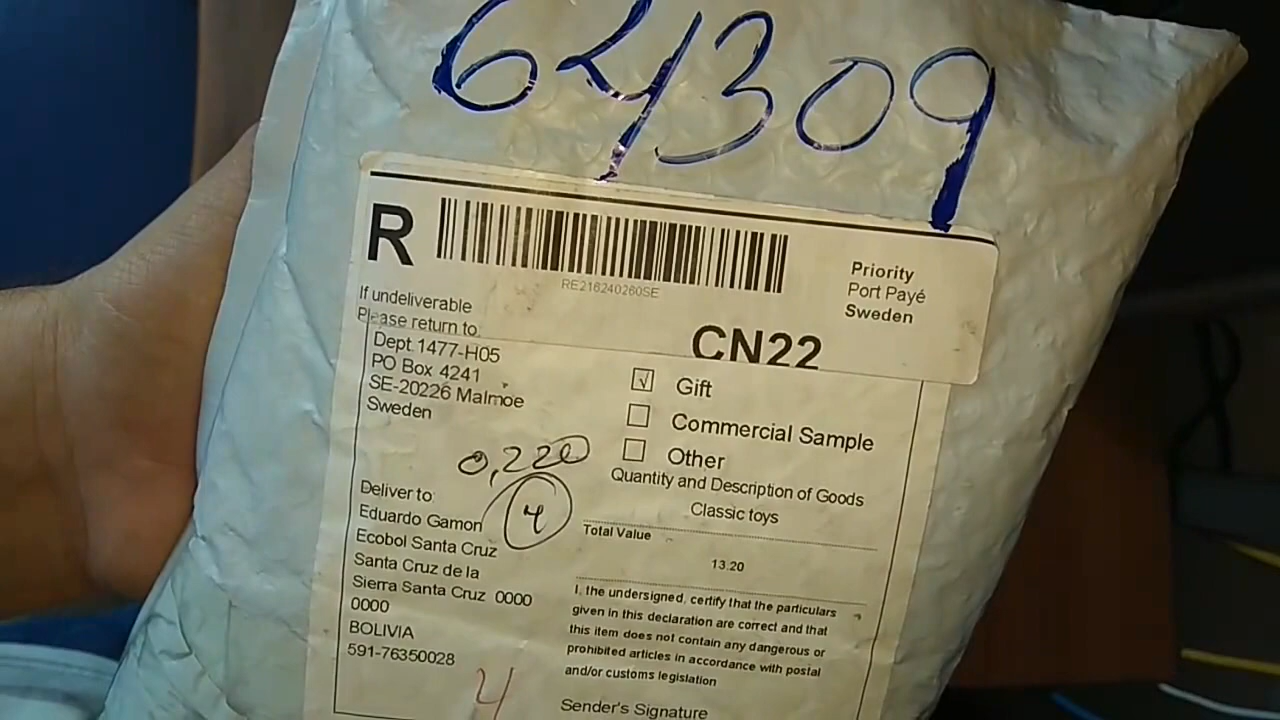 64309
R
RE216240260SE
Priority
Port Payé
Sweden
If undeliverable
Please return to:
Dept 1477-H05
PO Box 4241
SE-20226 Malmoe
Sweden
CN22
√ Gift
Commercial Sample
Other
Quantity and Description of Goods
Classic toys
Total Value
13.20
0,220
4
Deliver to:
Eduardo Gamon
Ecobol Santa Cruz
Santa Cruz de la
Sierra Santa Cruz 0000
0000
BOLIVIA
591-76350028
4
I, the undersigned, certify that the particulars
given in this declaration are correct and that
this item does not contain any dangerous or
prohibited articles in accordance with postal
and/or customs legislation
Sender's Signature